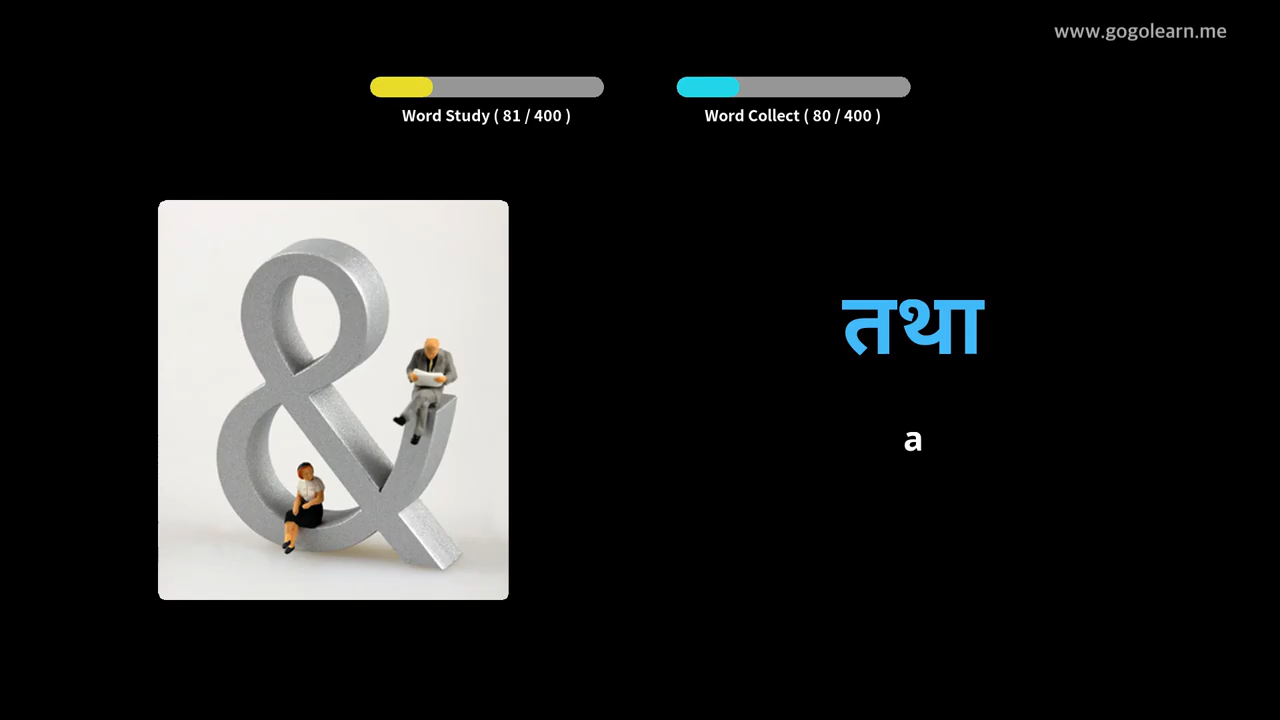 www.gogolearn.me
Word Study ( 81 / 400 )
Word Collect ( 80 / 400 )
&
तथा
a